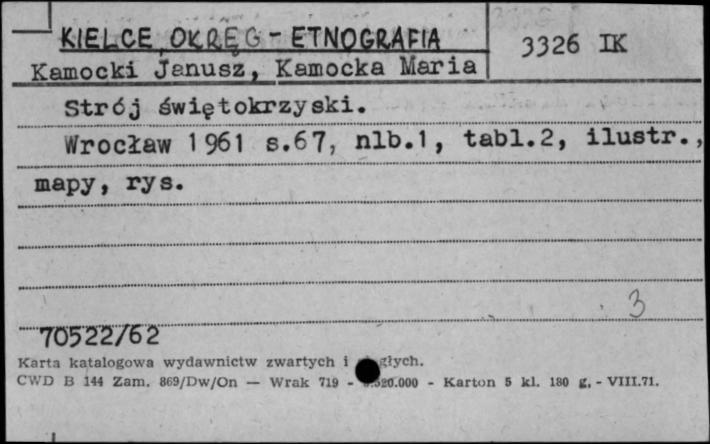 KIELCE, OKRĘG - ETNOGRAFIA
3326 IK
Kamocki Janusz, Kamocka Maria
Strój świętokrzyski.
Wrocław 1961 s.67, nlb.1, tabl.2, ilustr.,
mapy, rys.
3
70522/62
Karta katalogowa wydawnictw zwartych i
CWD B 144 Zam. 869/Dw/On — Wrak 719 - - Karton 5 kl. 180 g. - VIII.71.